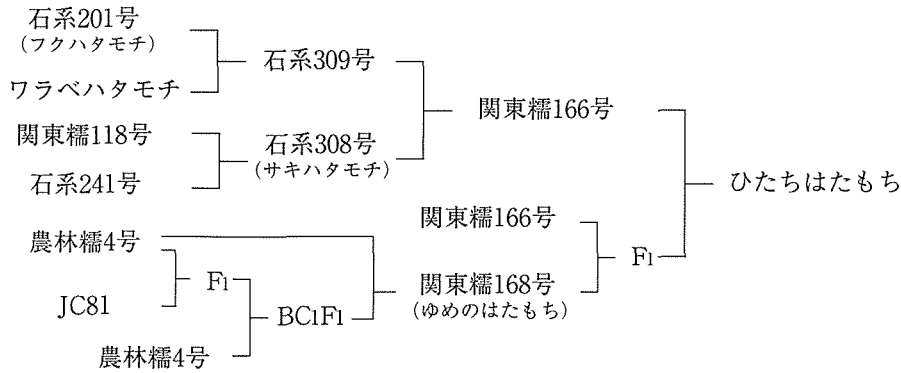 石系201号
(フクハタモチ)
石系309号
ワラベハタモチ
関東糯166号
関東糯118号
石系308号
(サキハタモチ)
石系241号
ひたちはたもち
関東糯166号
農林糯4号
F1
F1
関東糯168号
(ゆめのはたもち)
JC81
BC1F1
農林糯4号